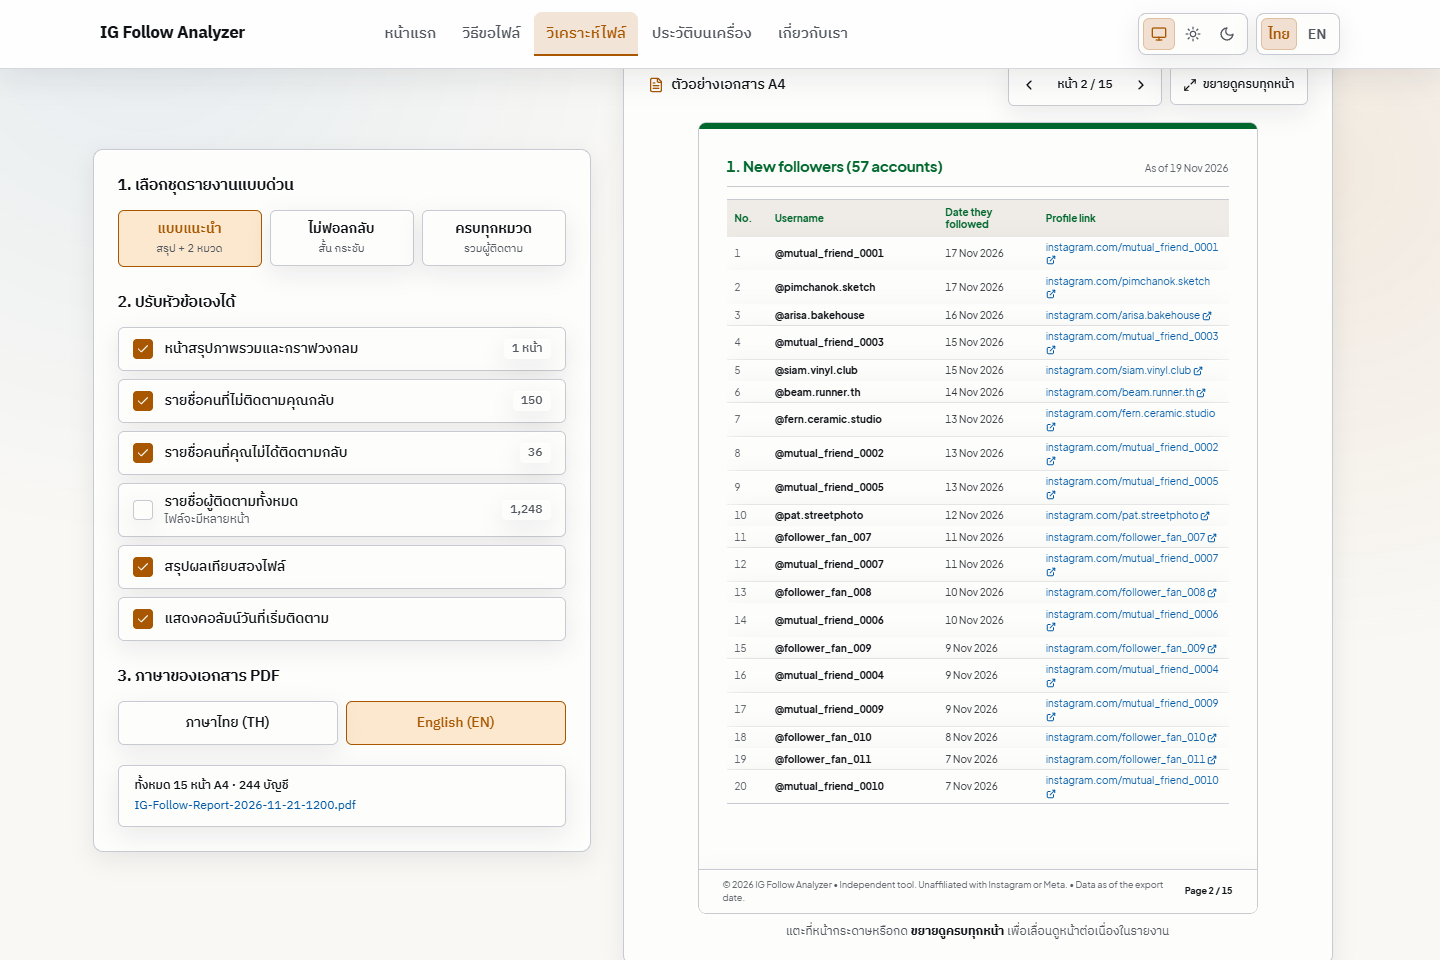 IG Follow Analyzer
หน้าแรก
วิธีขอไฟล์
วิเคราะห์ไฟล์
ประวัติบนเครื่อง
เกี่ยวกับเรา
ไทย
EN
1. เลือกชุดรายงานแบบด่วน
แบบแนะนำ
สรุป + 2 หมวด
ไม่ฟอลกลับ
สั้น กระชับ
ครบทุกหมวด
รวมผู้ติดตาม
2. ปรับหัวข้อเองได้
หน้าสรุปภาพรวมและกราฟวงกลม
1 หน้า
รายชื่อคนที่ไม่ติดตามคุณกลับ
150
รายชื่อคนที่คุณไม่ได้ติดตามกลับ
36
รายชื่อผู้ติดตามทั้งหมด
ไฟล์จะมีหลายหน้า
1,248
สรุปผลเทียบสองไฟล์
แสดงคอลัมน์วันที่เริ่มติดตาม
3. ภาษาของเอกสาร PDF
ภาษาไทย (TH)
English (EN)
ทั้งหมด 15 หน้า A4 · 244 บัญชี
IG-Follow-Report-2026-11-21-1200.pdf
ตัวอย่างเอกสาร A4
หน้า 2 / 15
ขยายดูครบทุกหน้า
1. New followers (57 accounts)
As of 19 Nov 2026
No. Username Date they followed Profile link
1 @mutual_friend_0001 17 Nov 2026 instagram.com/mutual_friend_0001
2 @pimchanok.sketch 17 Nov 2026 instagram.com/pimchanok.sketch
3 @arisa.bakehouse 16 Nov 2026 instagram.com/arisa.bakehouse
4 @mutual_friend_0003 15 Nov 2026 instagram.com/mutual_friend_0003
5 @siam.vinyl.club 15 Nov 2026 instagram.com/siam.vinyl.club
6 @beam.runner.th 14 Nov 2026 instagram.com/beam.runner.th
7 @fern.ceramic.studio 13 Nov 2026 instagram.com/fern.ceramic.studio
8 @mutual_friend_0002 13 Nov 2026 instagram.com/mutual_friend_0002
9 @mutual_friend_0005 13 Nov 2026 instagram.com/mutual_friend_0005
10 @pat.streetphoto 12 Nov 2026 instagram.com/pat.streetphoto
11 @follower_fan_007 11 Nov 2026 instagram.com/follower_fan_007
12 @mutual_friend_0007 11 Nov 2026 instagram.com/mutual_friend_0007
13 @follower_fan_008 10 Nov 2026 instagram.com/follower_fan_008
14 @mutual_friend_0006 10 Nov 2026 instagram.com/mutual_friend_0006
15 @follower_fan_009 9 Nov 2026 instagram.com/follower_fan_009
16 @mutual_friend_0004 9 Nov 2026 instagram.com/mutual_friend_0004
17 @mutual_friend_0009 9 Nov 2026 instagram.com/mutual_friend_0009
18 @follower_fan_010 8 Nov 2026 instagram.com/follower_fan_010
19 @follower_fan_011 7 Nov 2026 instagram.com/follower_fan_011
20 @mutual_friend_0010 7 Nov 2026 instagram.com/mutual_friend_0010
© 2026 IG Follow Analyzer • Independent tool. Unaffiliated with Instagram or Meta. • Data as of the export
date.
Page 2 / 15
แตะที่หน้ากระดาษหรือกด ขยายดูครบทุกหน้า เพื่อเลื่อนดูหน้าต่อเนื่องในรายงาน